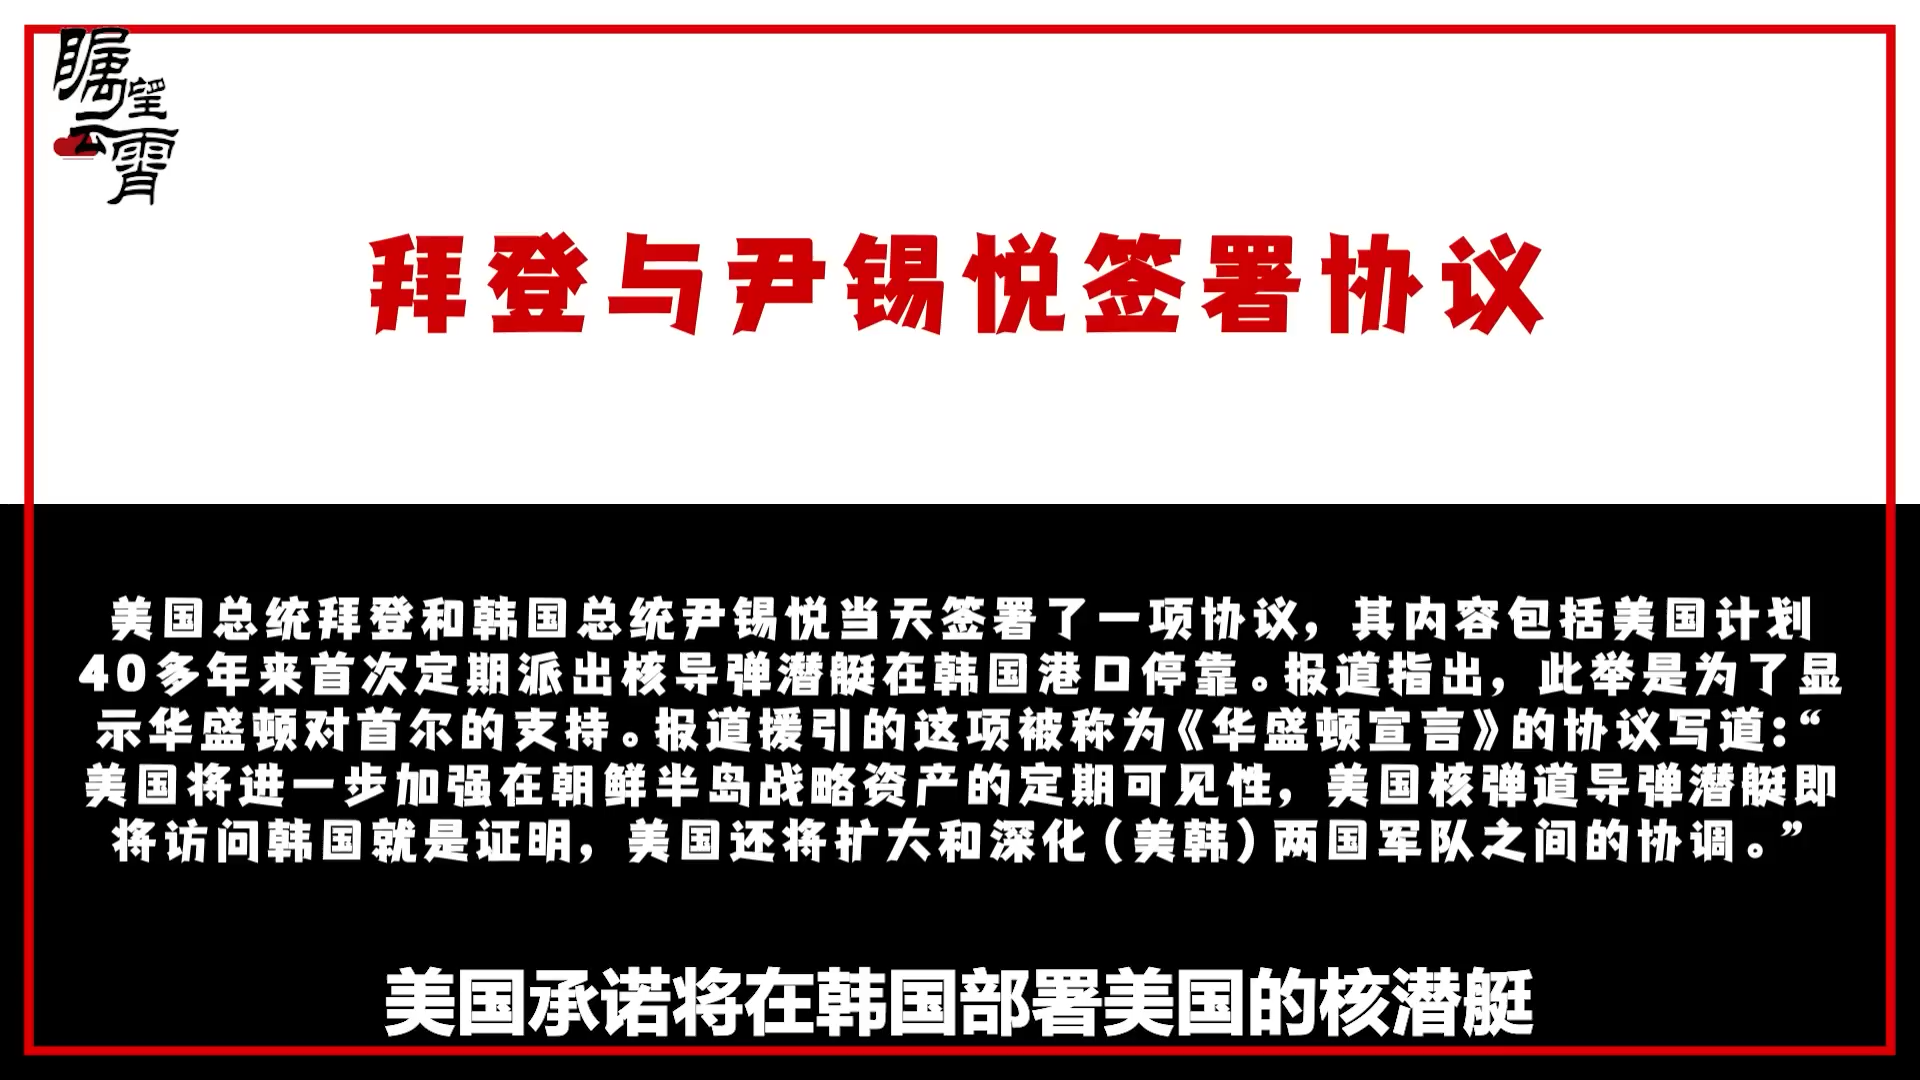 瞩望云霄
拜登与尹锡悦签署协议
美国总统拜登和韩国总统尹锡悦当天签署了一项协议，其内容包括美国计划
40多年来首次定期派出核导弹潜艇在韩国港口停靠。报道指出，此举是为了显
示华盛顿对首尔的支持。报道援引的这项被称为《华盛顿宣言》的协议写道：“
美国将进一步加强在朝鲜半岛战略资产的定期可见性，美国核弹道导弹潜艇即
将访问韩国就是证明，美国还将扩大和深化（美韩）两国军队之间的协调。”
美国承诺将在韩国部署美国的核潜艇